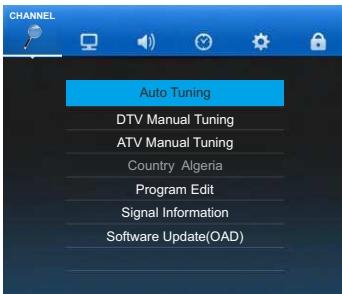 CHANNEL
Auto Tuning
DTV Manual Tuning
ATV Manual Tuning
Country Algeria
Program Edit
Signal Information
Software Update(OAD)